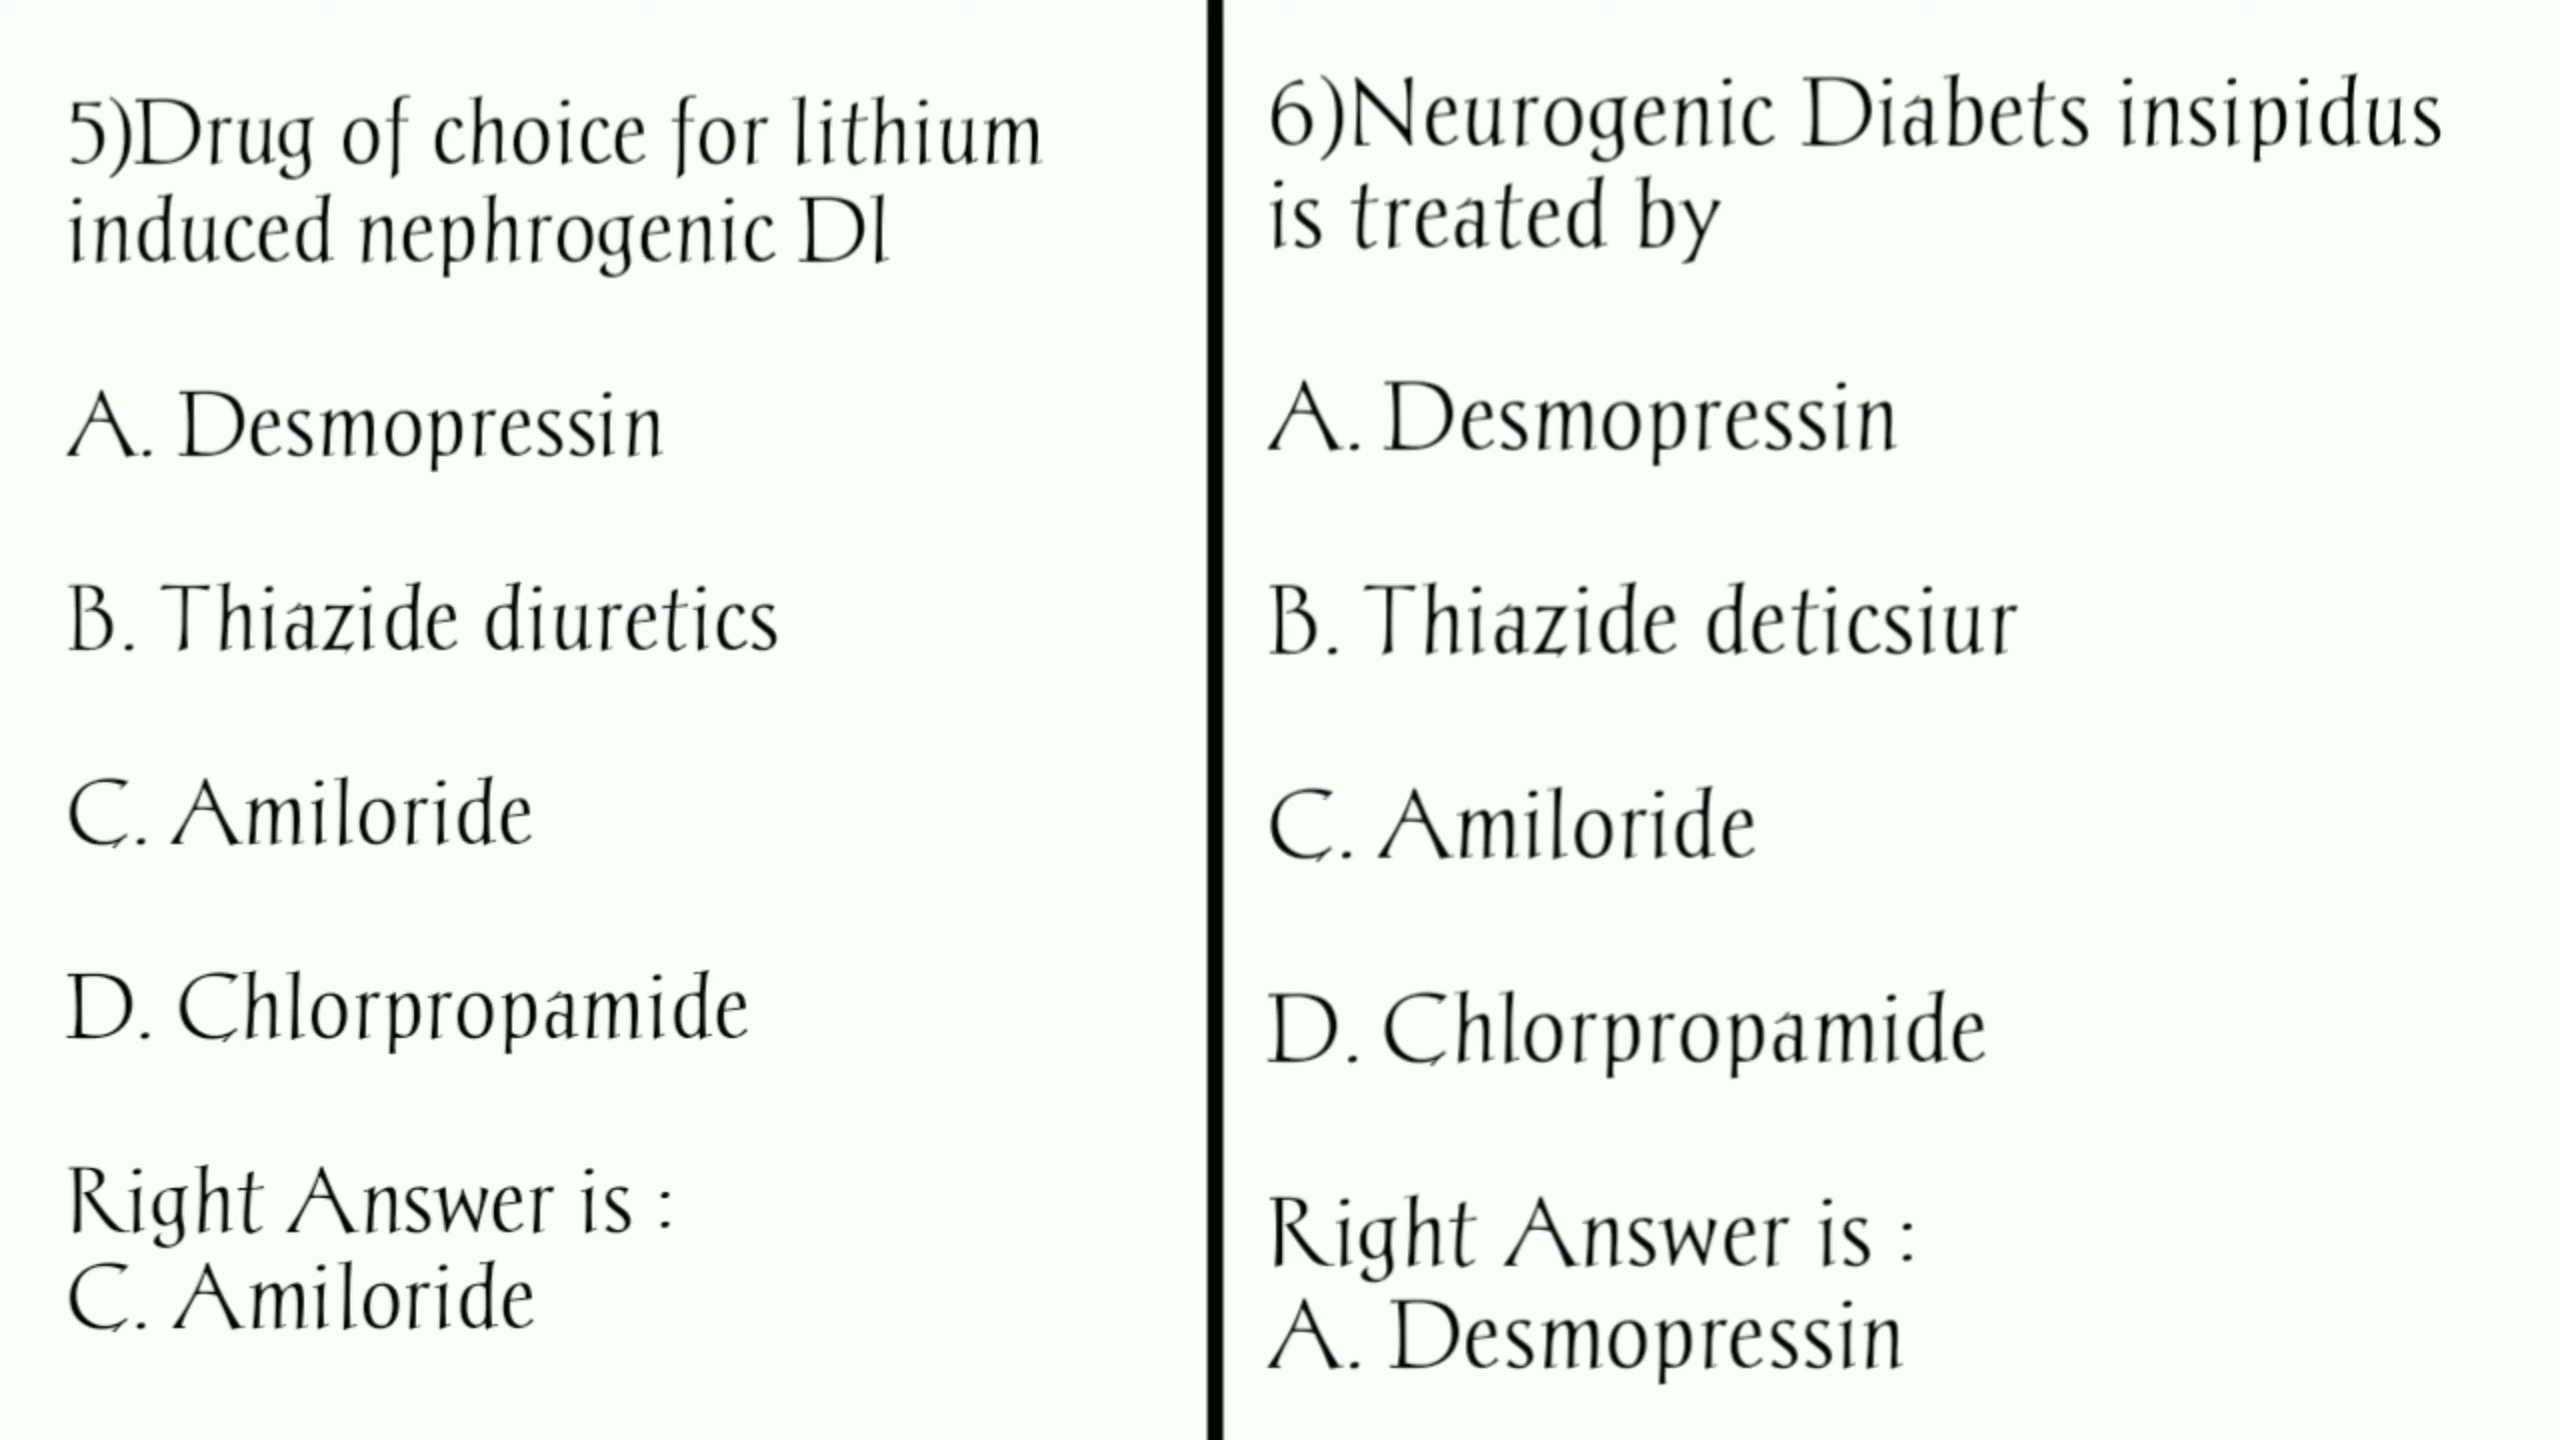 5)Drug of choice for lithium
induced nephrogenic Dl
A. Desmopressin
B. Thiazide diuretics
C. Amiloride
D. Chlorpropamide
Right Answer is :
C. Amiloride
6)Neurogenic Diabets insipidus
is treated by
A. Desmopressin
B. Thiazide deticsiur
C. Amiloride
D. Chlorpropamide
Right Answer is :
A. Desmopressin